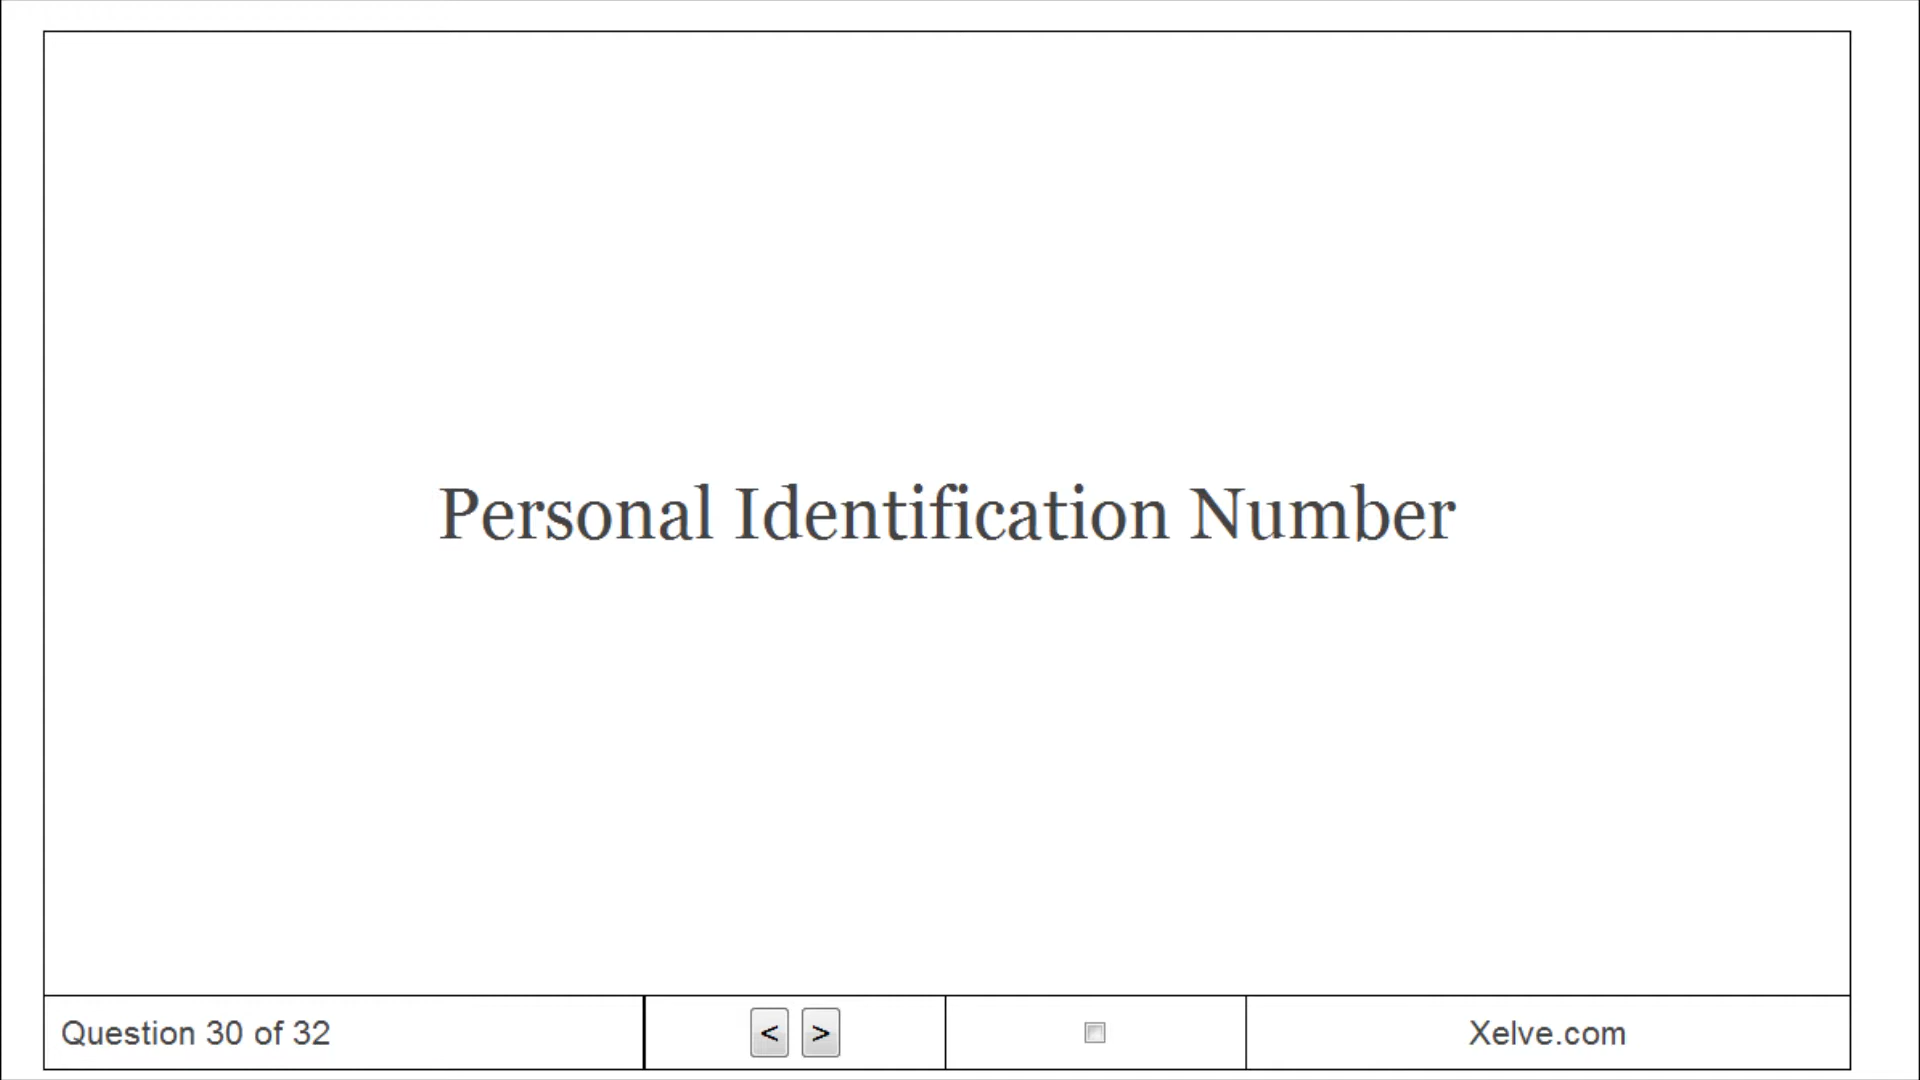 Personal Identification Number
Question 30 of 32
< >
Xelve.com